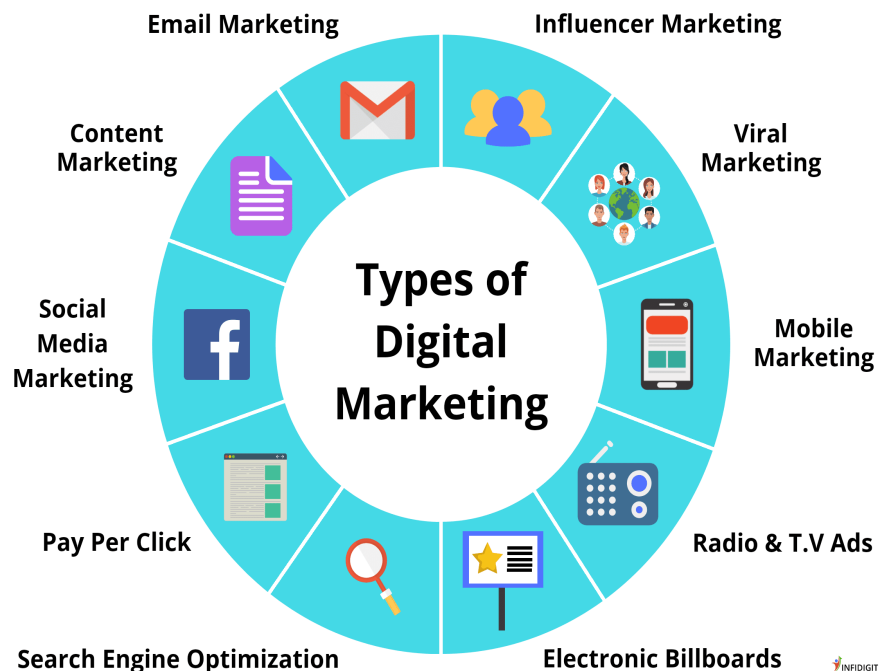 Email Marketing
Influencer Marketing
Content
Marketing
Viral
Marketing
Social
Media
Marketing
Types of
Digital
Marketing
Mobile
Marketing
Pay Per Click
Radio & T.V Ads
Search Engine Optimization
Electronic Billboards
INFIDIGIT